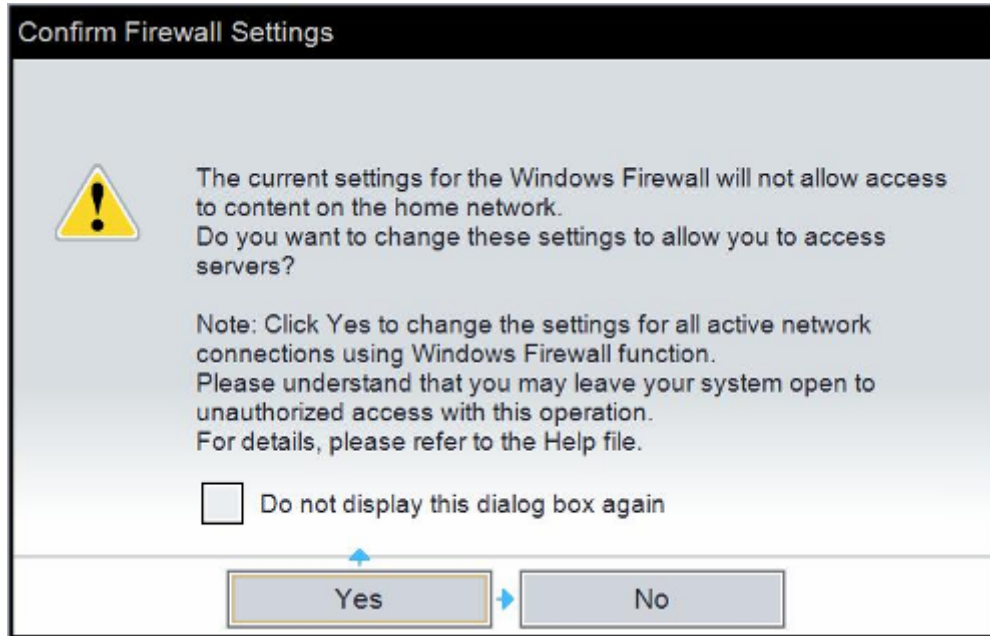 Confirm Firewall Settings
The current settings for the Windows Firewall will not allow access
to content on the home network.
Do you want to change these settings to allow you to access
servers?
Note: Click Yes to change the settings for all active network
connections using Windows Firewall function.
Please understand that you may leave your system open to
unauthorized access with this operation.
For details, please refer to the Help file.
Do not display this dialog box again
Yes
No